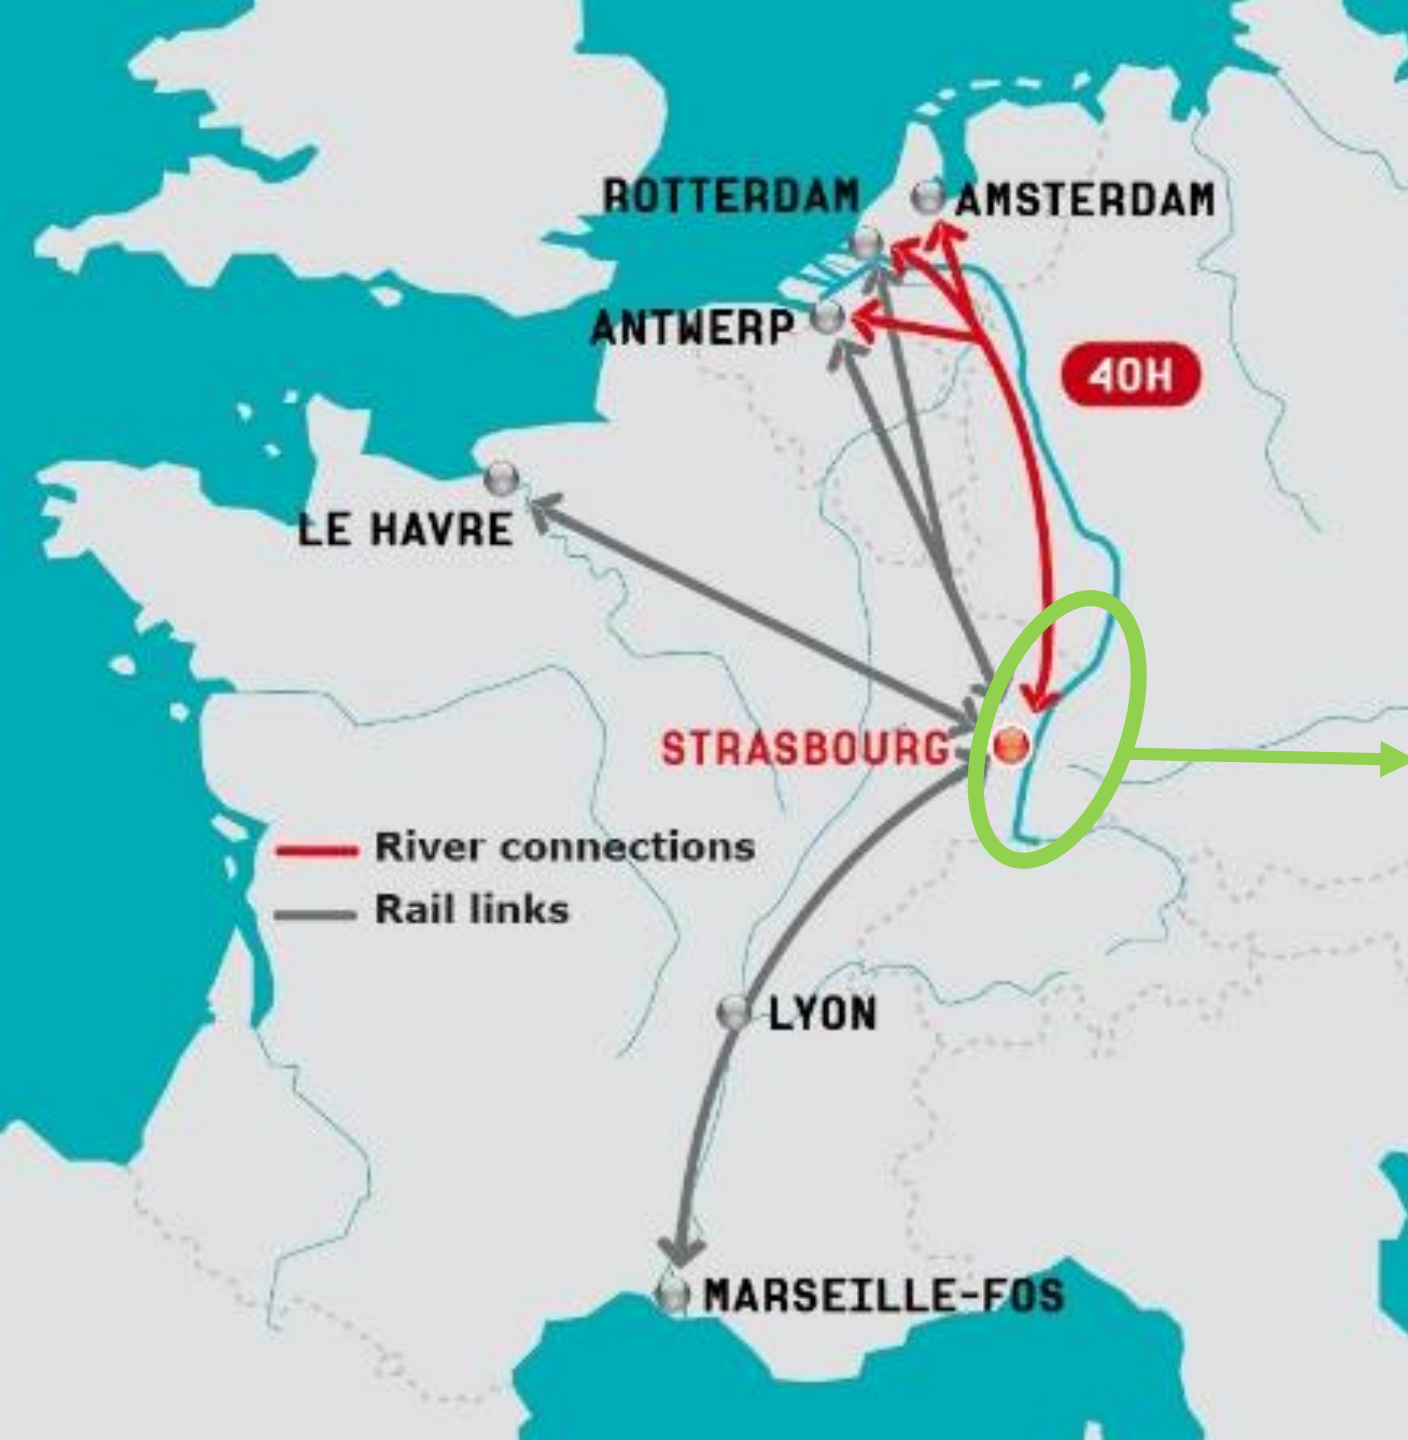 ROTTERDAM
AMSTERDAM
ANTWERP
40H
LE HAVRE
STRASBOURG
River connections
Rail links
LYON
MARSEILLE-FOS